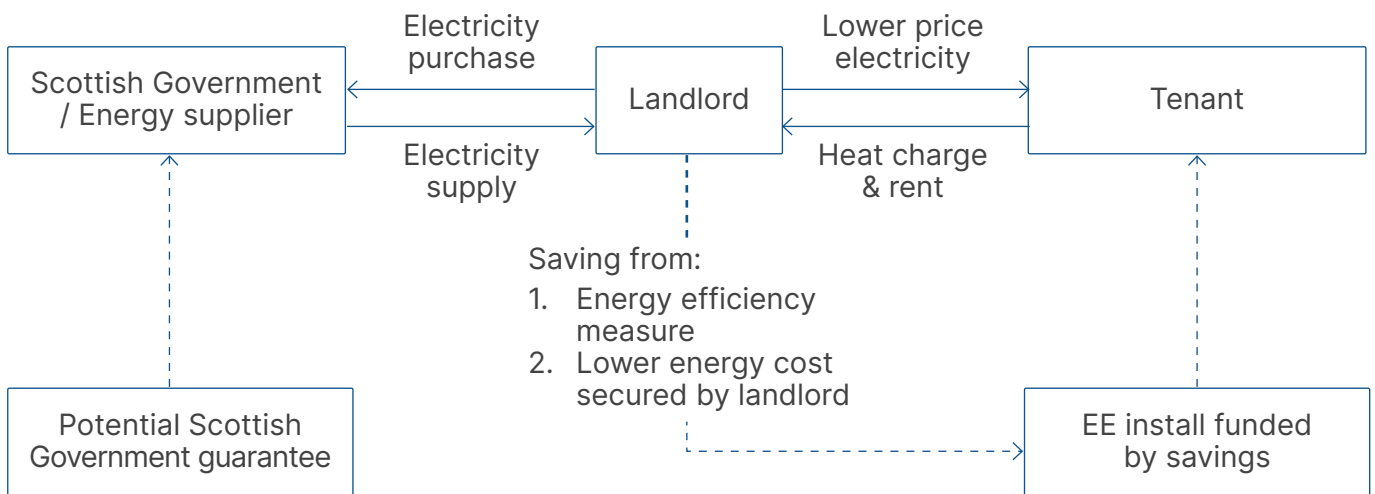 Electricity
purchase
Lower price
electricity
Scottish Government
/ Energy supplier
Landlord
Tenant
Electricity
supply
Heat charge
& rent
Saving from:
1. Energy efficiency
measure
2. Lower energy cost
secured by landlord
Potential Scottish
Government guarantee
EE install funded
by savings